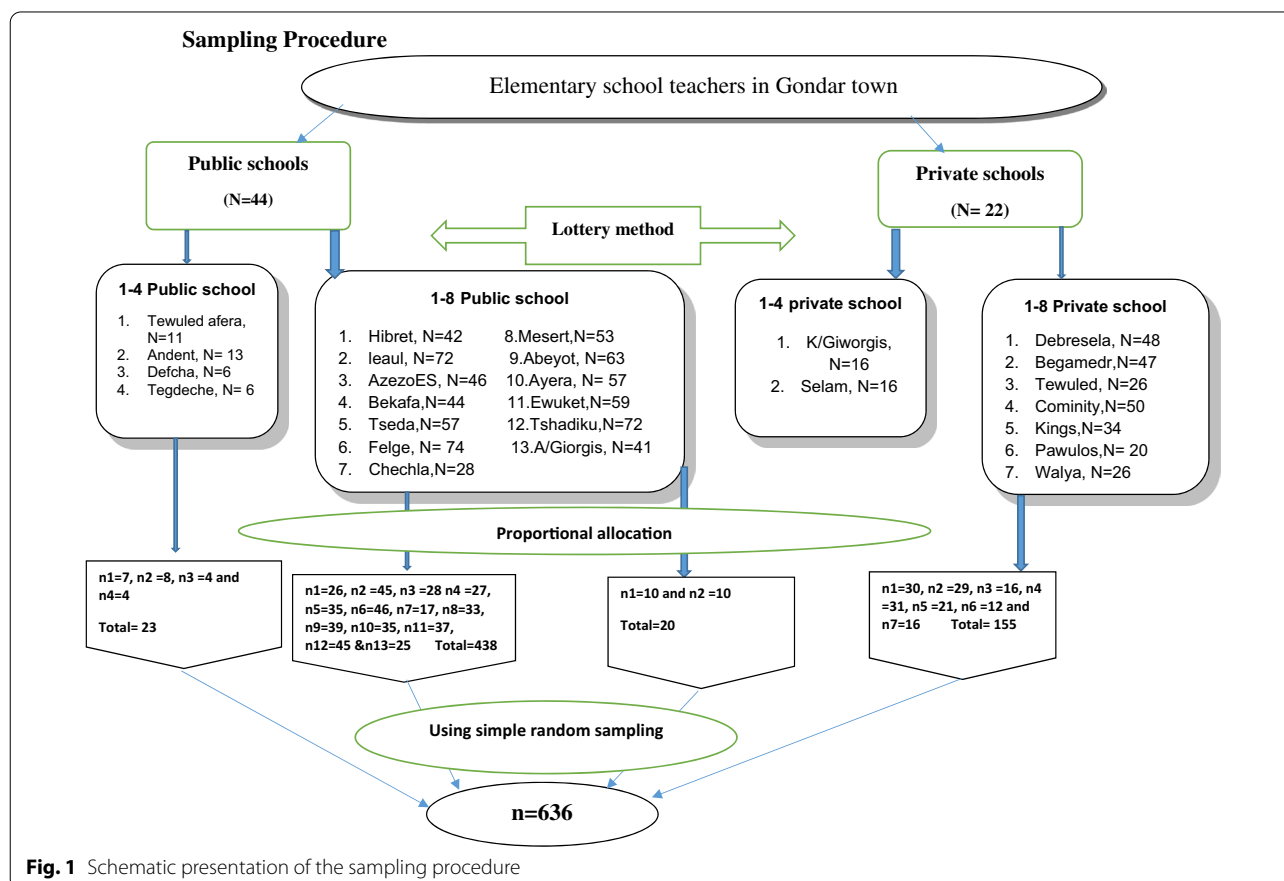 Sampling Procedure
Elementary school teachers in Gondar town
Public schools
(N=44)
Private schools
(N= 22)
Lottery method
1-4 Public school
1. Tewuled afera,
N=11
2. Andent, N= 13
3. Defcha, N=6
4. Tegdeche, N= 6
1-8 Public school
1. Hibret, N=42
2. leaul, N=72
3. AzezoES, N=46
4. Bekafa,N=44
5. Tseda, N=57
6. Felge, N= 74
7. Chechla,N=28
8.Mesert,N=53
9.Abeyot, N=63
10.Ayera, N= 57
11.Ewuket,N=59
12.Tshadiku, N=72
13.A/Giorgis, N=41
1-4 private school
1. K/Giworgis,
N=16
2. Selam, N=16
1-8 Private school
1. Debresela, N=48
2. Begamedr, N=47
3. Tewuled, N=26
4. Cominity,N=50
5. Kings, N=34
6. Pawulos, N= 20
7. Walya, N=26
Proportional allocation
n1=7, n2 =8, n3 =4 and
n4=4
Total= 23
n1=26, n2 =45, n3 =28 n4 =27,
n5=35, n6=46, n7=17, n8=33,
n9=39, n10=35, n11=37,
n12=45 &n13=25 Total=438
n1=10 and n2 =10
Total=20
n1=30, n2 =29, n3 =16, n4
=31, n5 =21, n6 =12 and
n7=16 Total= 155
Using simple random sampling
n=636
Fig. 1 Schematic presentation of the sampling procedure